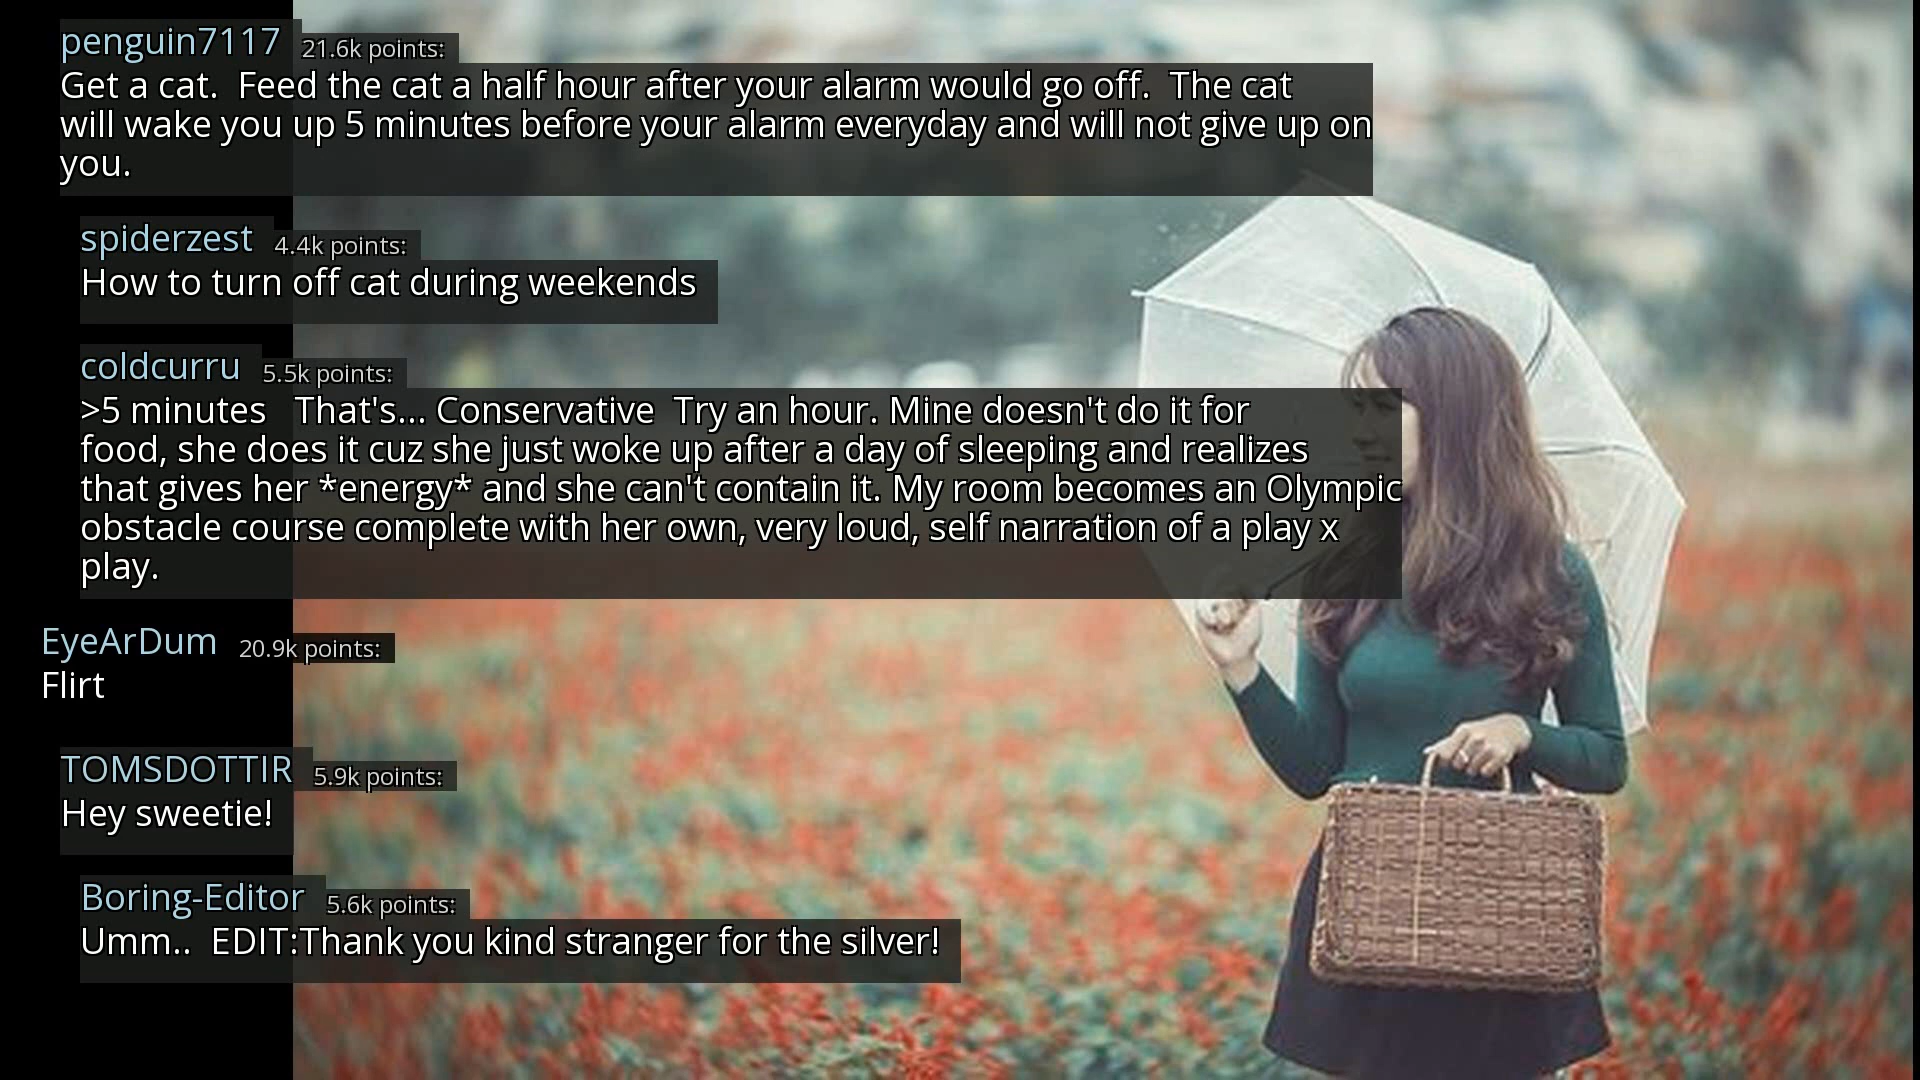 penguin7117 21.6k points:
Get a cat.  Feed the cat a half hour after your alarm would go off.  The cat
will wake you up 5 minutes before your alarm everyday and will not give up on
you.
spiderzest 4.4k points:
How to turn off cat during weekends
coldcurru 5.5k points:
>5 minutes   That's... Conservative  Try an hour. Mine doesn't do it for
food, she does it cuz she just woke up after a day of sleeping and realizes
that gives her *energy* and she can't contain it. My room becomes an Olympic
obstacle course complete with her own, very loud, self narration of a play x
play.
EyeArDum 20.9k points:
Flirt
TOMSDOTTIR 5.9k points:
Hey sweetie!
Boring-Editor 5.6k points:
Umm..  EDIT:Thank you kind stranger for the silver!